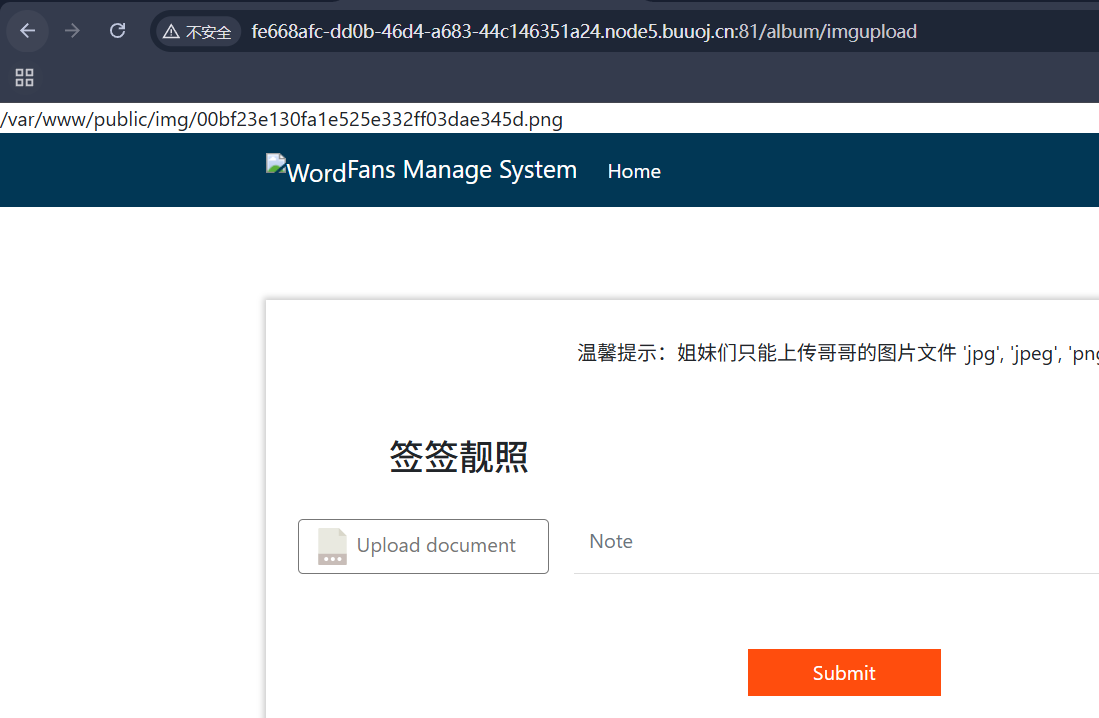 不安全 fe668afc-dd0b-46d4-a683-44c146351a24.node5.buuoj.cn:81/album/imgupload
/var/www/public/img/00bf23e130fa1e525e332ff03dae345d.png
WordFans Manage System Home
温馨提示：姐妹们只能上传哥哥的图片文件 'jpg', 'jpeg', 'png
签签靓照
Upload document Note
Submit